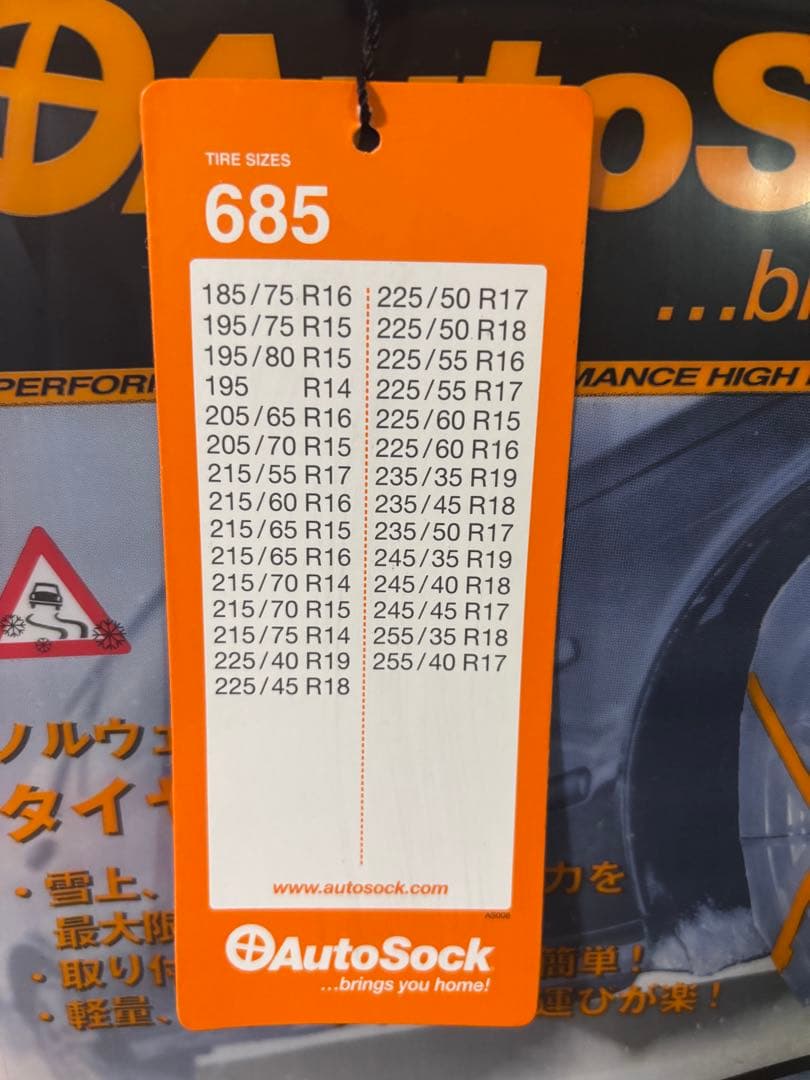 AutoS
...b
TIRE SIZES
685
185/75 R16
195/75 R15
195/80 R15
195 R14
205/65 R16
205/70 R15
215/55 R17
215/60 R16
215/65 R15
215/65 R16
215/70 R14
215/70 R15
215/75 R14
225/40 R19
225/45 R18
225/50 R17
225/50 R18
225/55 R16
225/55 R17
225/60 R15
225/60 R16
235/35 R19
235/45 R18
235/50 R17
245/35 R19
245/40 R18
245/45 R17
255/35 R18
255/40 R17
www.autosock.com
AS008
AutoSock
...brings you home!
PERFOR MANCE HIGH
ノルウェ
タイヤ
・雪上、 力を
最大限
・取り付 簡単!
・軽量、 運びが楽!